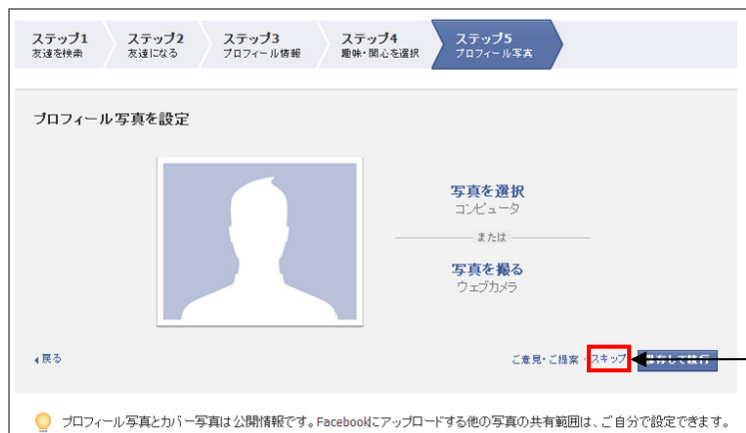 ステップ1 ステップ2 ステップ3 ステップ4 ステップ5
友達を検索 友達になる プロフィール情報 趣味・関心を選択 プロフィール写真
プロフィール写真を設定
写真を選択
コンピュータ
または
写真を撮る
ウェブカメラ
戻る ご意見・ご提案 · スキップ 保存して続行
プロフィール写真とカバー写真は公開情報です。Facebookにアップロードする他の写真の共有範囲は、ご自分で設定できます。